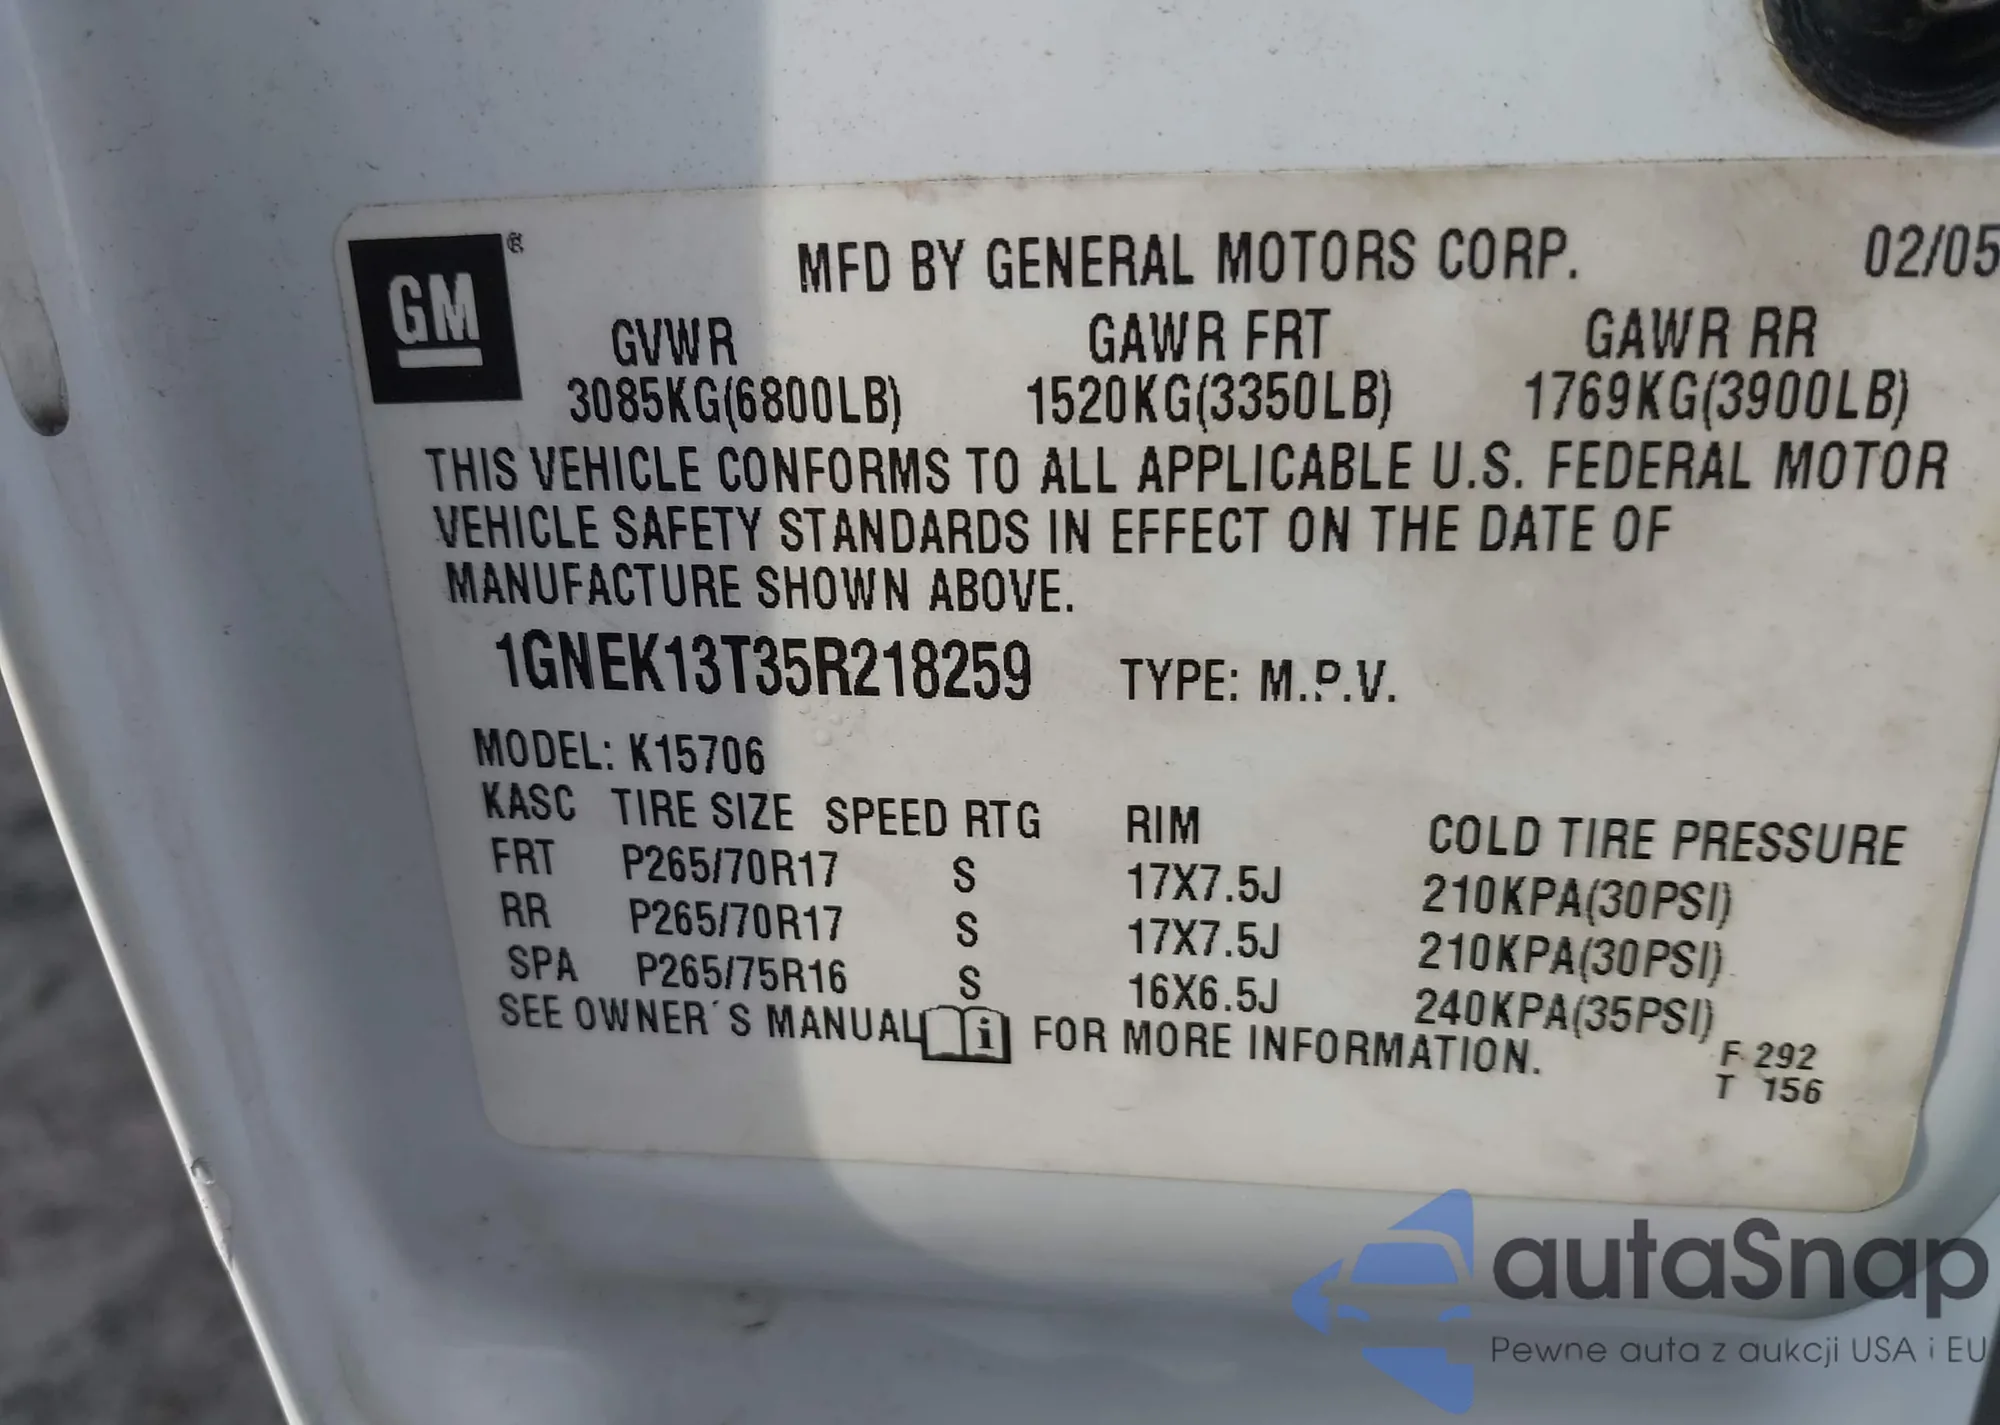 GM®
MFD BY GENERAL MOTORS CORP. 02/05
GVWR GAWR FRT GAWR RR
3085KG(6800LB) 1520KG(3350LB) 1769KG(3900LB)
THIS VEHICLE CONFORMS TO ALL APPLICABLE U.S. FEDERAL MOTOR
VEHICLE SAFETY STANDARDS IN EFFECT ON THE DATE OF
MANUFACTURE SHOWN ABOVE.
1GNEK13T35R218259 TYPE: M.P.V.
MODEL: K15706
KASC TIRE SIZE SPEED RTG RIM COLD TIRE PRESSURE
FRT P265/70R17 S 17X7.5J 210KPA(30PSI)
RR P265/70R17 S 17X7.5J 210KPA(30PSI)
SPA P265/75R16 S 16X6.5J 240KPA(35PSI)
SEE OWNER´S MANUAL i FOR MORE INFORMATION.
F 292
T 156
autaSnap
Pewne auta z aukcji USA i EU